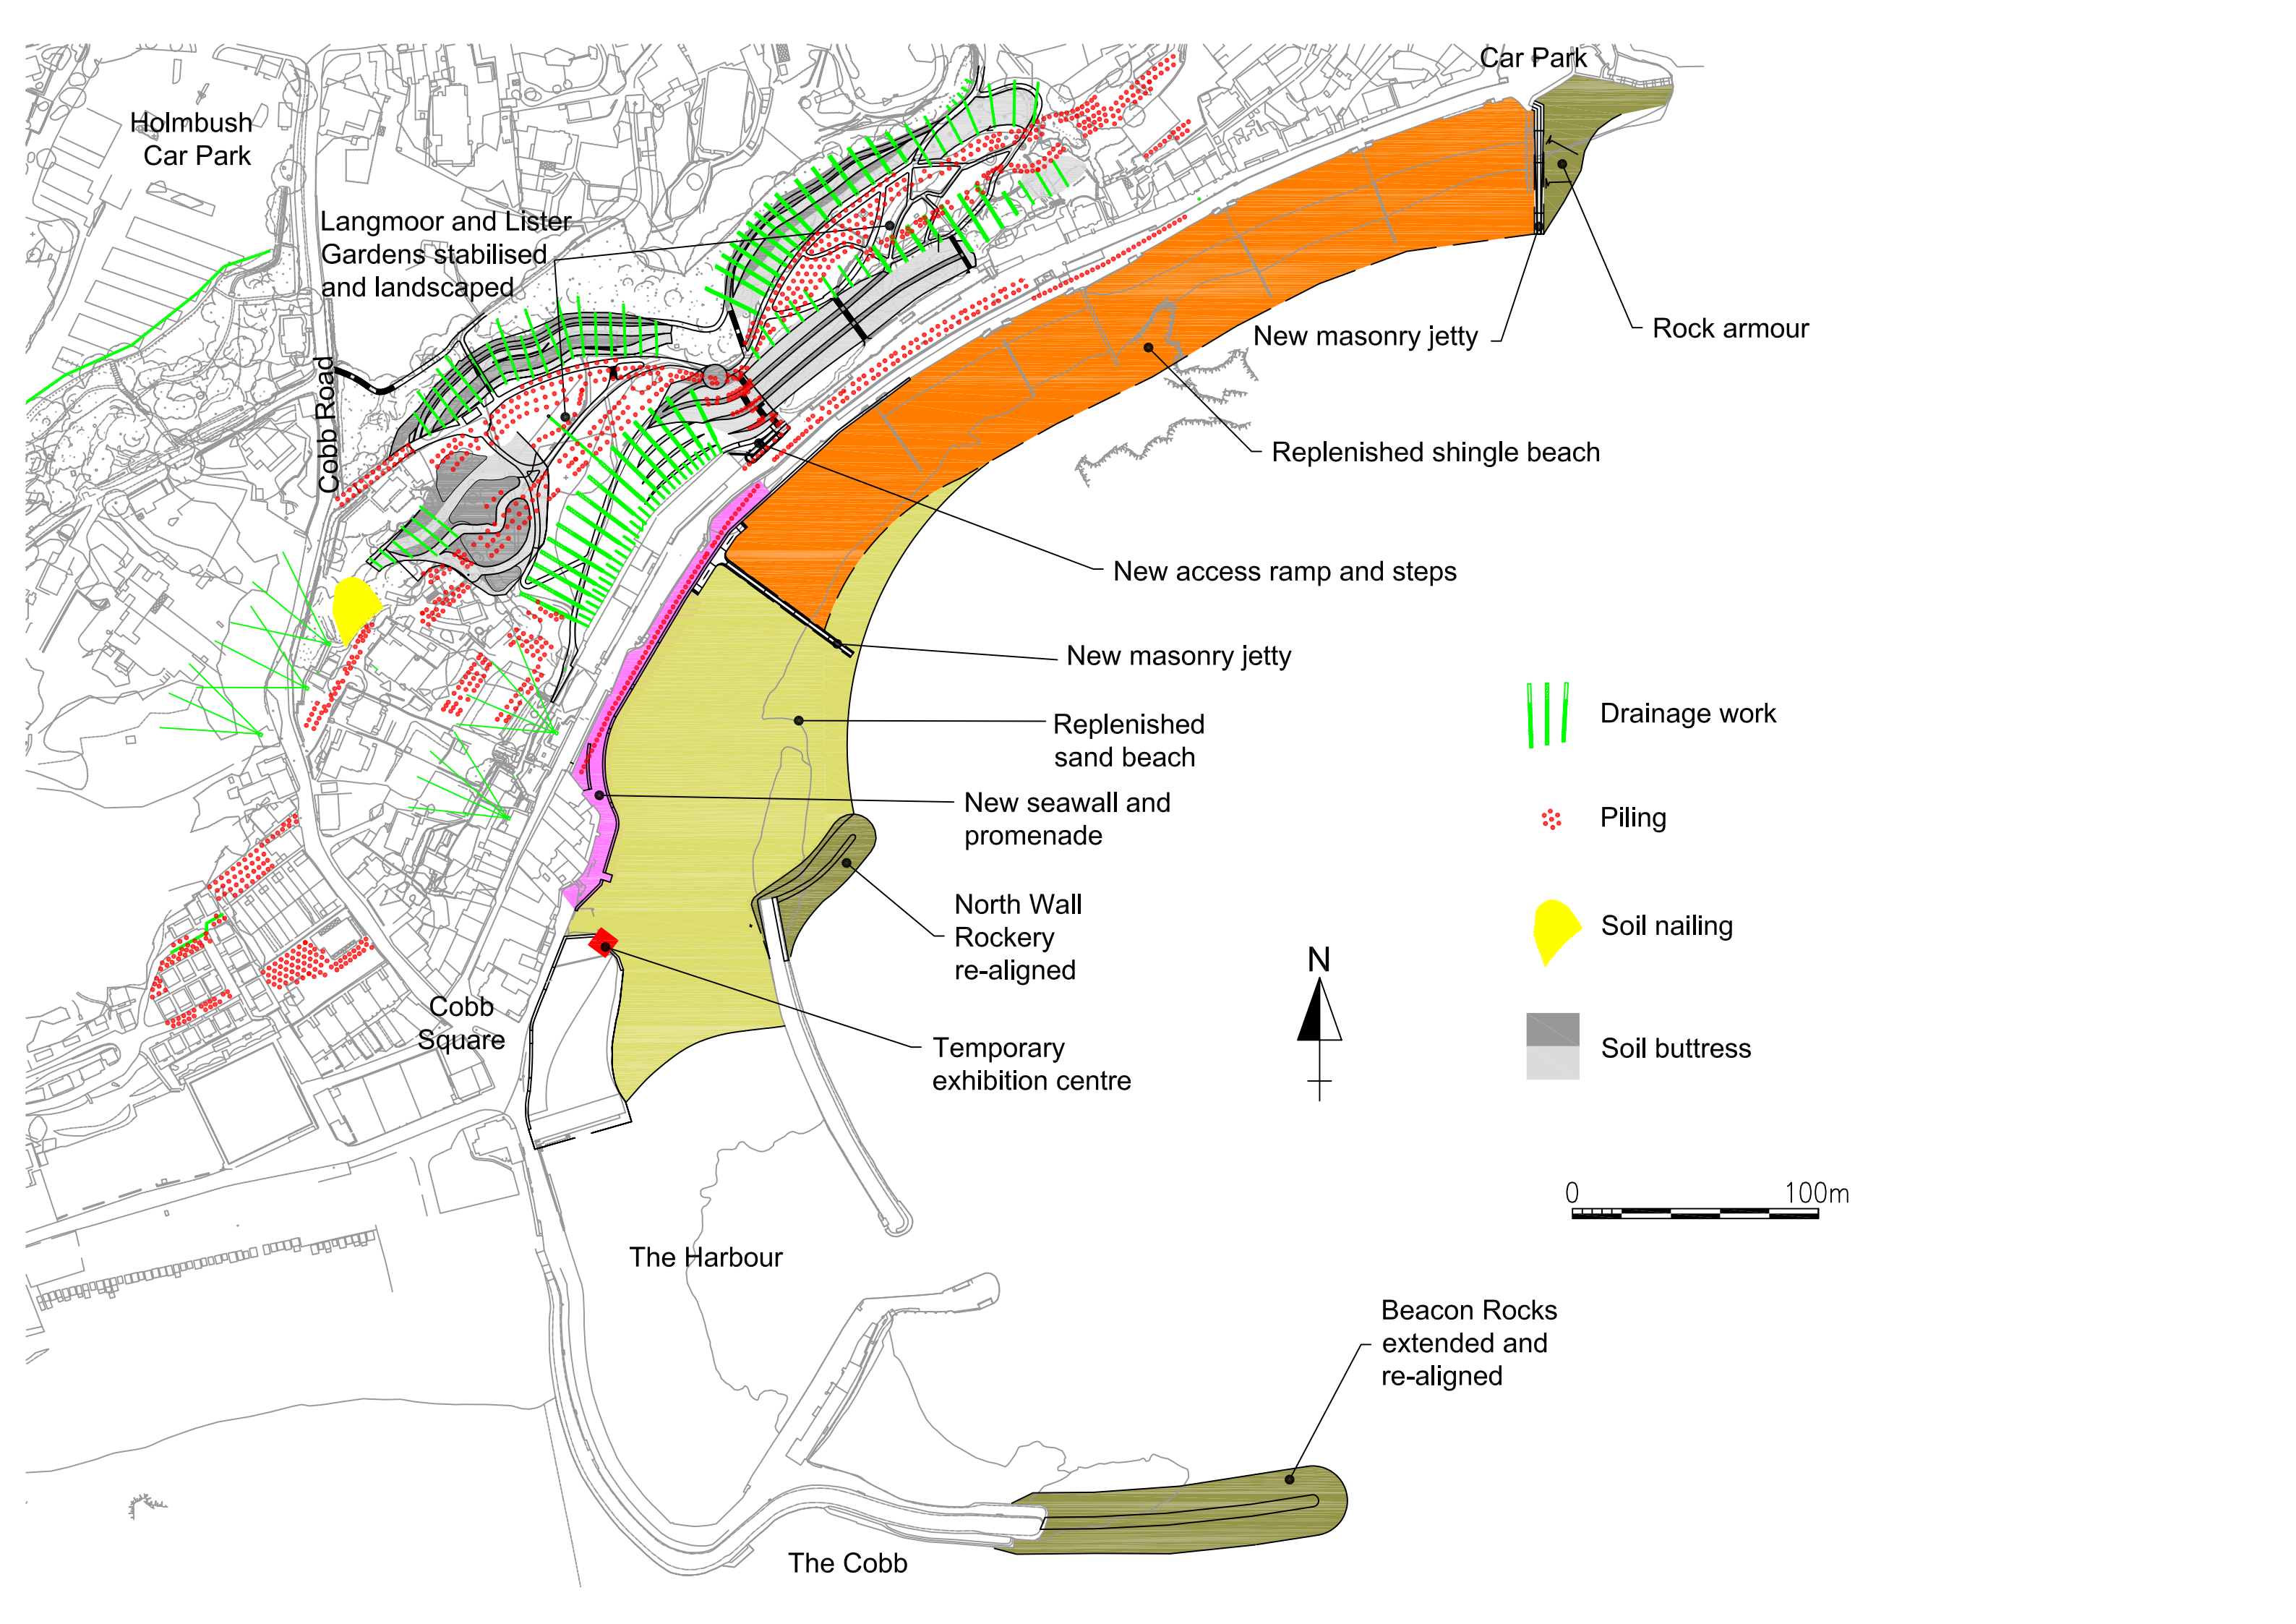 Car Park
Holmbush
Car Park
Langmoor and Lister
Gardens stabilised
and landscaped
Cobb Road
New masonry jetty
Rock armour
Replenished shingle beach
New access ramp and steps
New masonry jetty
Replenished
sand beach
New seawall and
promenade
North Wall
Rockery
re-aligned
Temporary
exhibition centre
Cobb
Square
N
Drainage work
Piling
Soil nailing
Soil buttress
0 100m
The Harbour
Beacon Rocks
extended and
re-aligned
The Cobb